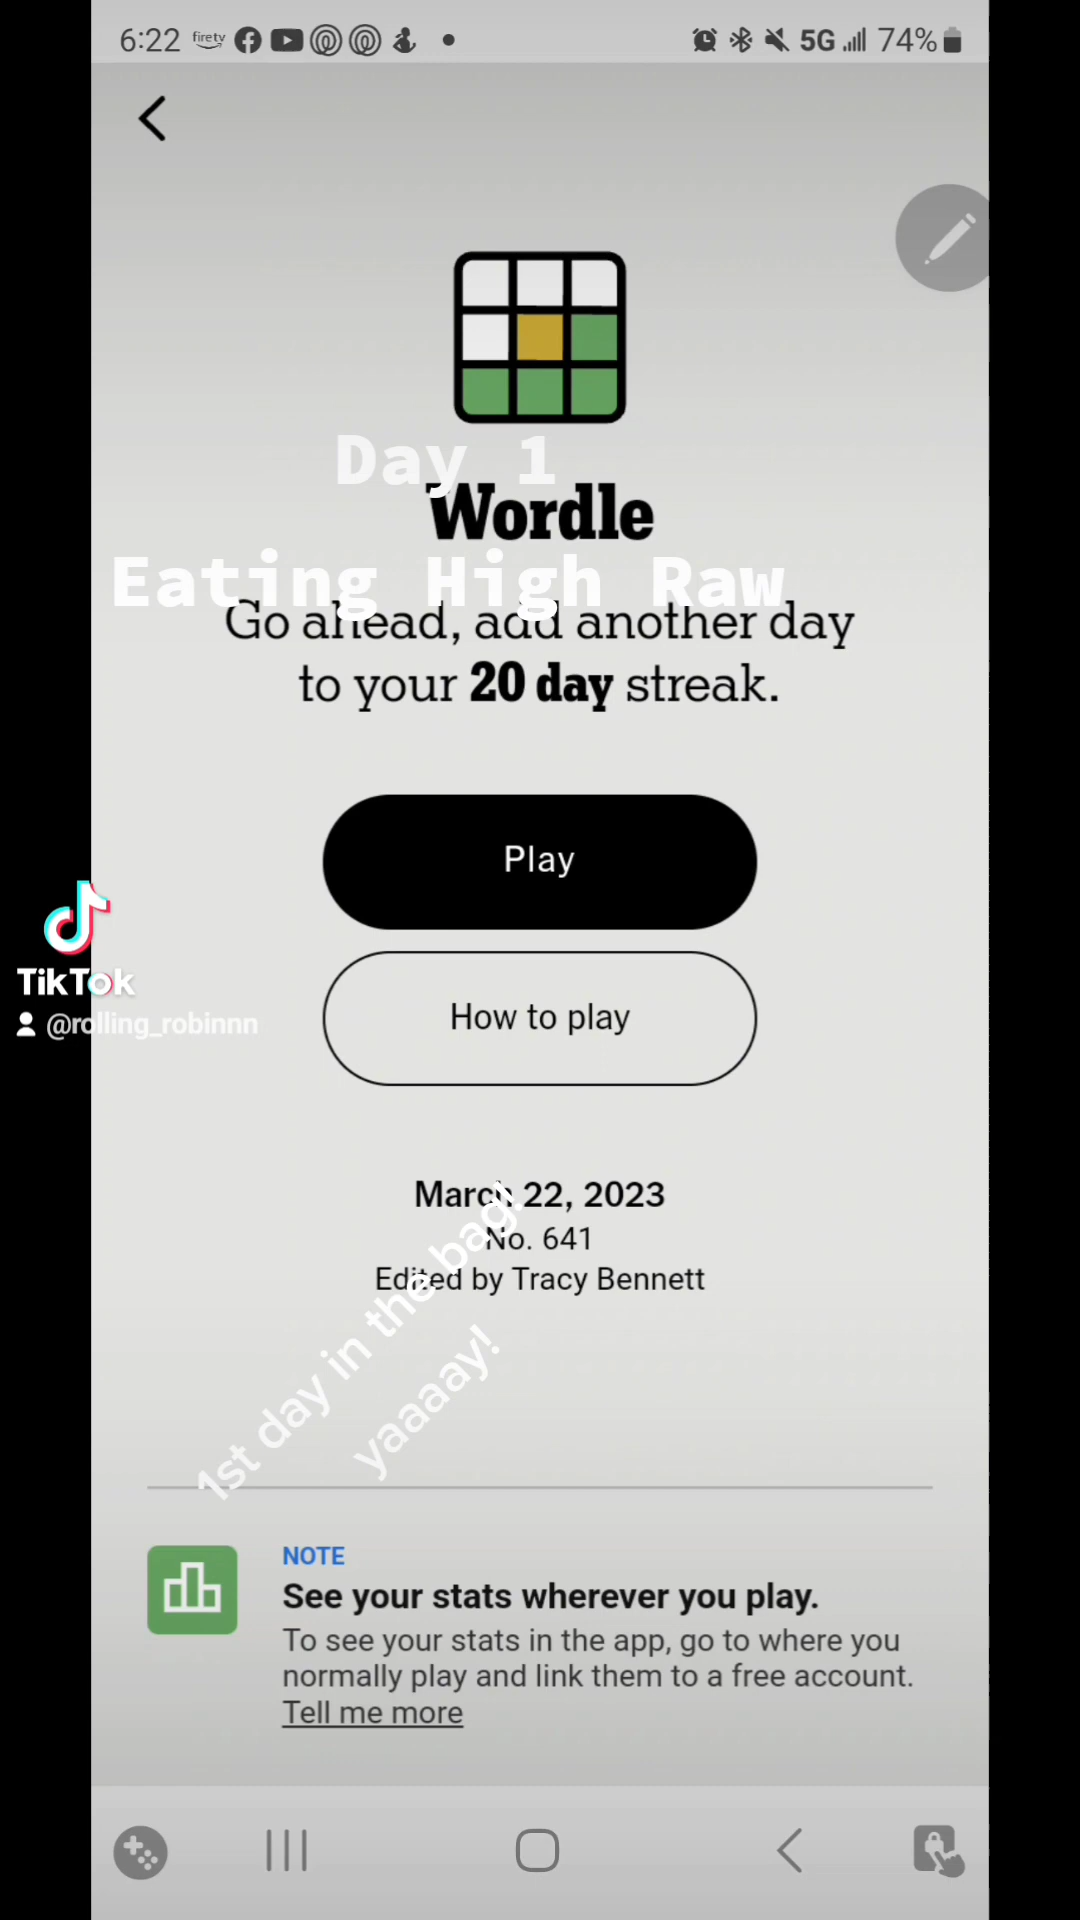 6:22 firetv 5G 74%
Day 1
Wordle
Eating High Raw
Go ahead, add another day
to your 20 day streak.
Play
How to play
TikTok
@rolling_robinnn
March 22, 2023
No. 641
Edited by Tracy Bennett
1st day in the bag!
yaaaay!
NOTE
See your stats wherever you play.
To see your stats in the app, go to where you
normally play and link them to a free account.
Tell me more